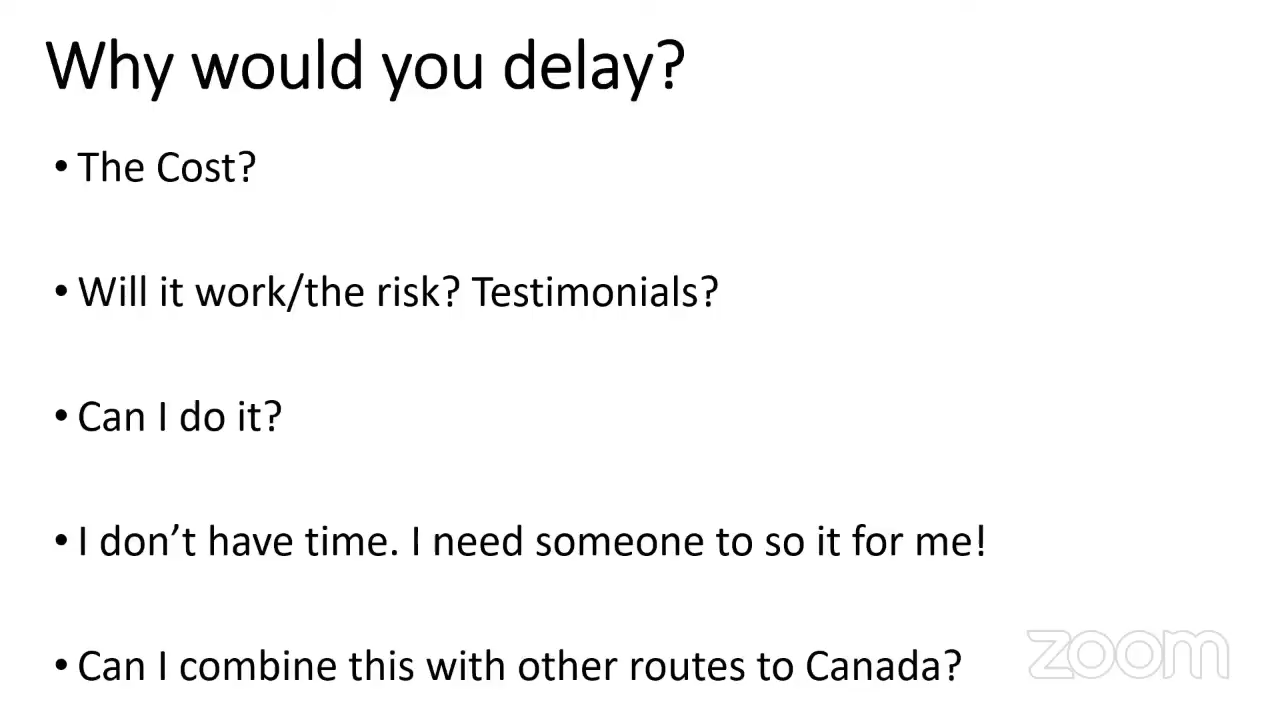 Why would you delay?
• The Cost?
• Will it work/the risk? Testimonials?
• Can I do it?
• I don’t have time. I need someone to so it for me!
• Can I combine this with other routes to Canada?
zoom